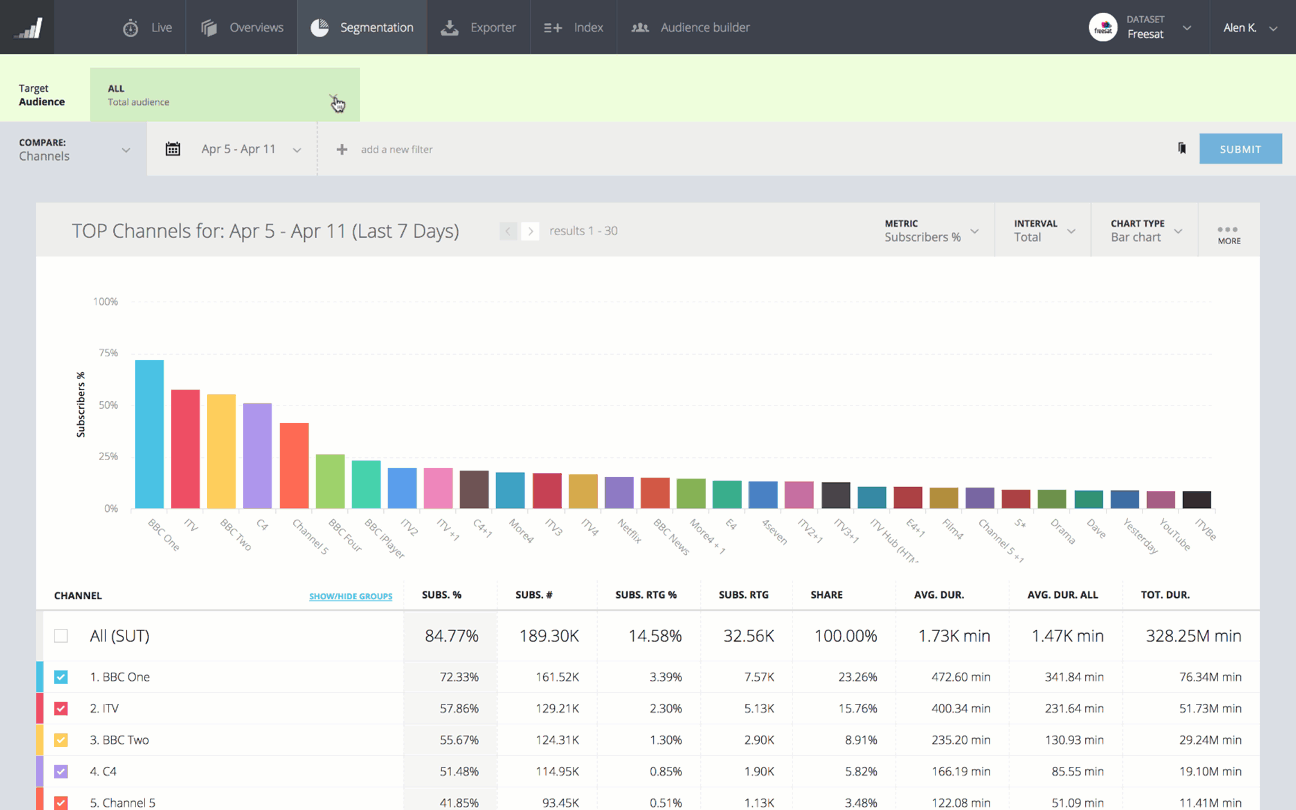 Live
Overviews
Segmentation
Exporter
Index
Audience builder
freesat
DATASET
Freesat
Alen K.
Target
Audience
ALL
Total audience
COMPARE:
Channels
Apr 5 - Apr 11
add a new filter
SUBMIT
TOP Channels for: Apr 5 - Apr 11 (Last 7 Days)
results 1 - 30
METRIC
Subscribers %
INTERVAL
Total
CHART TYPE
Bar chart
MORE
100%
75%
50%
25%
0%
Subscribers %
BBC One
ITV
BBC Two
C4
Channel 5
BBC Four
BBC iPlayer
ITV2
ITV +1
C4+1
More4
ITV3
ITV4
Netflix
BBC News
More4 +1
E4
4seven
ITV2+1
ITV3+1
ITV Hub (HTM
E4+1
Film4
Channel 5 +1
5*
Drama
Dave
Yesterday
YouTube
ITVBe
CHANNEL SHOW/HIDE GROUPS SUBS. % SUBS. # SUBS. RTG % SUBS. RTG SHARE AVG. DUR. AVG. DUR. ALL TOT. DUR.
All (SUT) 84.77% 189.30K 14.58% 32.56K 100.00% 1.73K min 1.47K min 328.25M min
1. BBC One 72.33% 161.52K 3.39% 7.57K 23.26% 472.60 min 341.84 min 76.34M min
2. ITV 57.86% 129.21K 2.30% 5.13K 15.76% 400.34 min 231.64 min 51.73M min
3. BBC Two 55.67% 124.31K 1.30% 2.90K 8.91% 235.20 min 130.93 min 29.24M min
4. C4 51.48% 114.95K 0.85% 1.90K 5.82% 166.19 min 85.55 min 19.10M min
5. Channel 5 41.85% 93.45K 0.51% 1.13K 3.48% 122.08 min 51.09 min 11.41M min